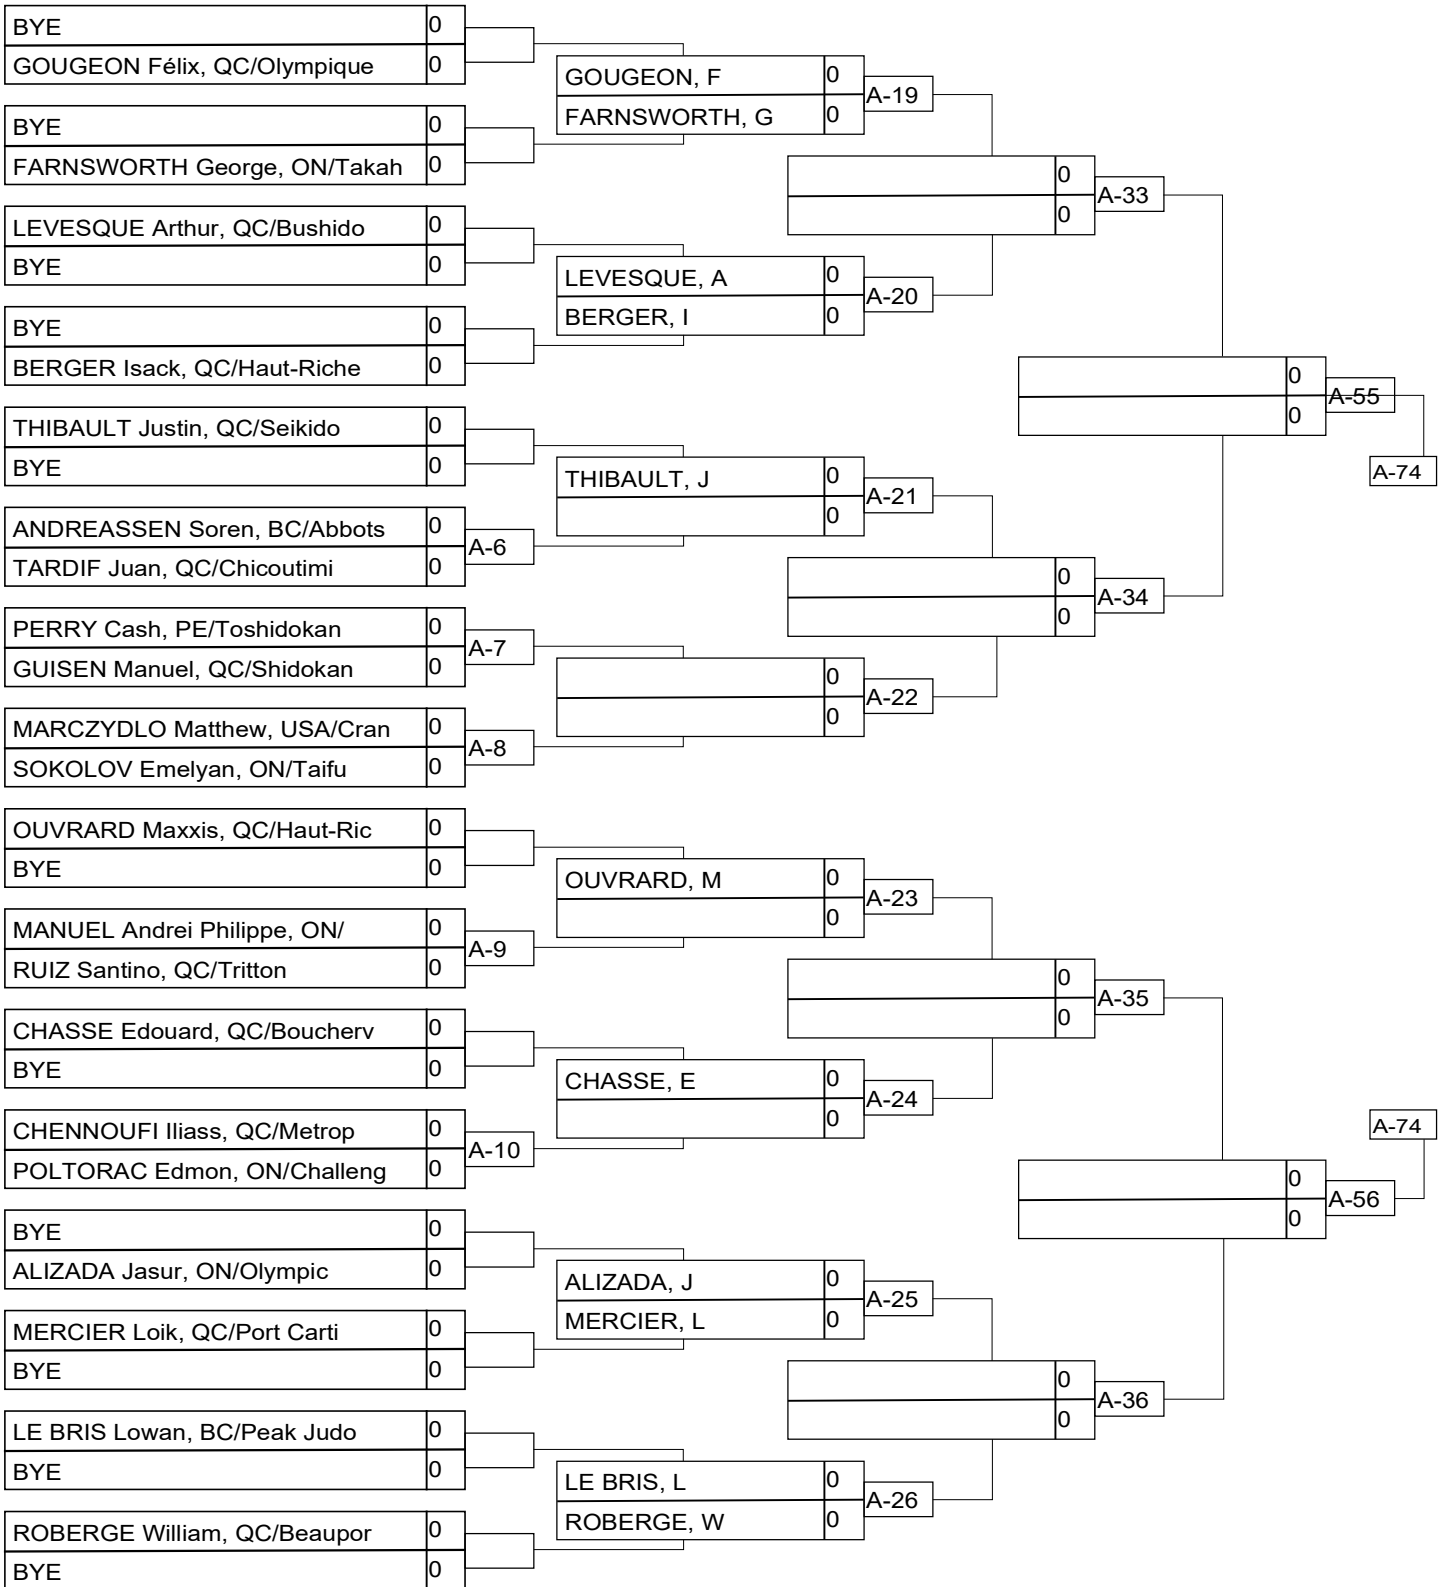 BYE 0
GOUGEON Félix, QC/Olympique 0
BYE 0
FARNSWORTH George, ON/Takah 0
LEVESQUE Arthur, QC/Bushido 0
BYE 0
BYE 0
BERGER Isack, QC/Haut-Riche 0
THIBAULT Justin, QC/Seikido 0
BYE 0
ANDREASSEN Soren, BC/Abbots 0
TARDIF Juan, QC/Chicoutimi 0
A-6
PERRY Cash, PE/Toshidokan 0
GUISEN Manuel, QC/Shidokan 0
A-7
MARCZYDLO Matthew, USA/Cran 0
SOKOLOV Emelyan, ON/Taifu 0
A-8
OUVRARD Maxxis, QC/Haut-Ric 0
BYE 0
MANUEL Andrei Philippe, ON/ 0
RUIZ Santino, QC/Tritton 0
A-9
CHASSE Edouard, QC/Boucherv 0
BYE 0
CHENNOUFI Iliass, QC/Metrop 0
POLTORAC Edmon, ON/Challeng 0
A-10
BYE 0
ALIZADA Jasur, ON/Olympic 0
MERCIER Loik, QC/Port Carti 0
BYE 0
LE BRIS Lowan, BC/Peak Judo 0
BYE 0
ROBERGE William, QC/Beaupor 0
BYE 0
GOUGEON, F 0
FARNSWORTH, G 0
A-19
LEVESQUE, A 0
BERGER, I 0
A-20
THIBAULT, J 0
0
A-21
0
0
A-22
OUVRARD, M 0
0
A-23
CHASSE, E 0
0
A-24
ALIZADA, J 0
MERCIER, L 0
A-25
LE BRIS, L 0
ROBERGE, W 0
A-26
0
0
A-33
0
0
A-34
0
0
A-35
0
0
A-36
0
0
A-55
A-74
A-74
0
0
A-56